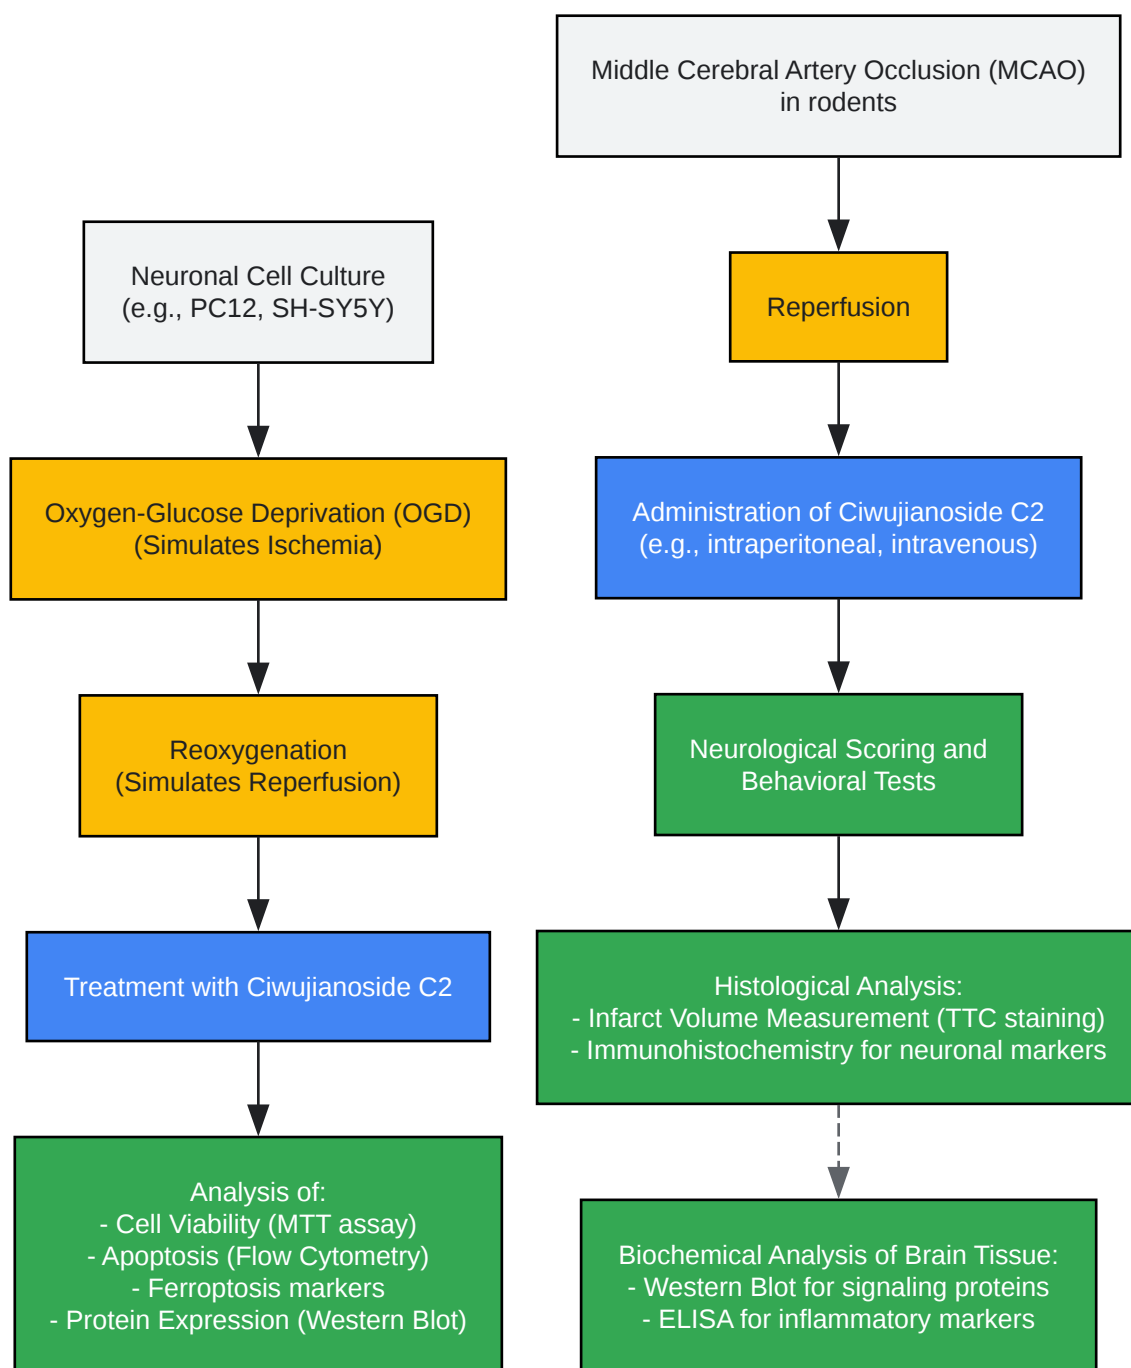 Neuronal Cell Culture
(e.g., PC12, SH-SY5Y)
Oxygen-Glucose Deprivation (OGD)
(Simulates Ischemia)
Reoxygenation
(Simulates Reperfusion)
Treatment with Ciwujianoside C2
Analysis of:
- Cell Viability (MTT assay)
- Apoptosis (Flow Cytometry)
- Ferroptosis markers
- Protein Expression (Western Blot)
Middle Cerebral Artery Occlusion (MCAO)
in rodents
Reperfusion
Administration of Ciwujianoside C2
(e.g., intraperitoneal, intravenous)
Neurological Scoring and
Behavioral Tests
Histological Analysis:
- Infarct Volume Measurement (TTC staining)
- Immunohistochemistry for neuronal markers
Biochemical Analysis of Brain Tissue:
- Western Blot for signaling proteins
- ELISA for inflammatory markers